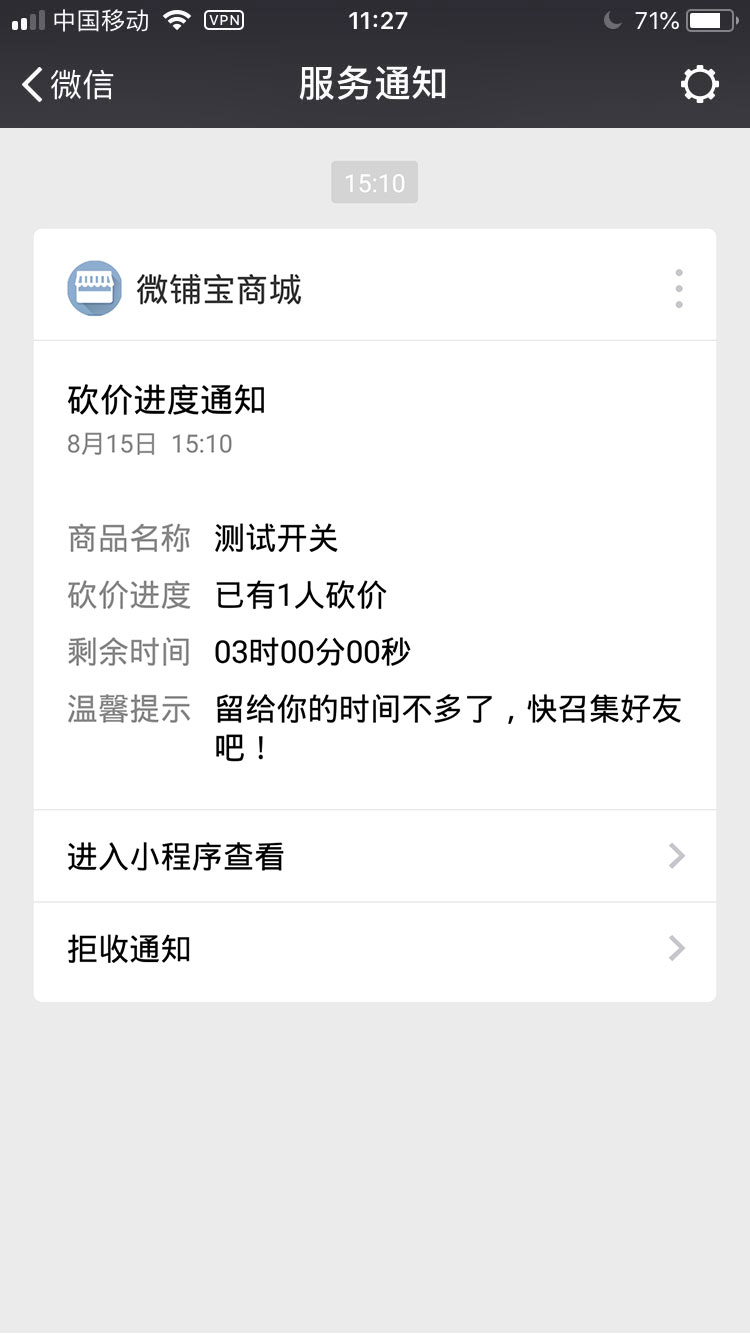 中国移动 VPN 11:27 71%
微信 服务通知
15:10
微铺宝商城
砍价进度通知
8月15日 15:10
商品名称 测试开关
砍价进度 已有1人砍价
剩余时间 03时00分00秒
温馨提示 留给你的时间不多了，快召集好友
吧！
进入小程序查看
拒收通知